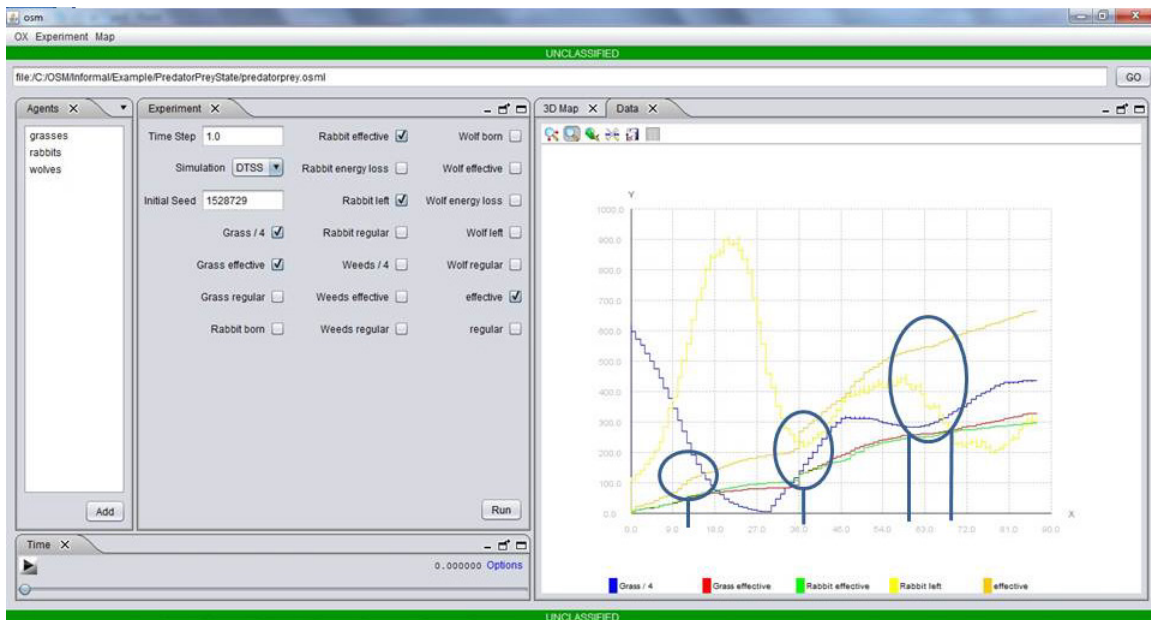 osm
OX Experiment Map
UNCLASSIFIED
file:/C:/OSM/Informal/Example/PredatorPreyState/predatorprey.osml
GO
Agents X
grasses
rabbits
wolves
Add
Experiment X
Time Step 1.0
Rabbit effective
Wolf born
Simulation DTSS
Rabbit energy loss
Wolf effective
Initial Seed 1528729
Rabbit left
Wolf energy loss
Grass / 4
Rabbit regular
Wolf left
Grass effective
Weeds / 4
Wolf regular
Grass regular
Weeds effective
effective
Rabbit born
Weeds regular
regular
Run
Time X
0.000000 Options
3D Map X Data X
Y
1000.0
900.0
800.0
700.0
600.0
500.0
400.0
300.0
200.0
100.0
0.0
X
0.0 9.0 18.0 27.0 36.0 45.0 54.0 63.0 72.0 81.0 90.0
Grass / 4 Grass effective Rabbit effective Rabbit left effective
UNCLASSIFIED